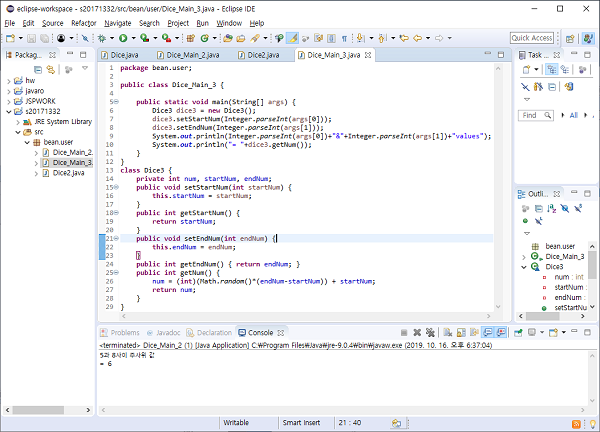 eclipse-workspace - s20171332/src/bean/user/Dice_Main_3.java - Eclipse IDE
File Edit Source Refactor Navigate Search Project Run Window Help
Quick Access
Packag...
hw
javaro
JSPWORK
s20171332
JRE System Library
src
bean.user
Dice_Main_2.
Dice_Main_3.
Dice2.java
Dice.java
Dice_Main_2.java
Dice2.java
Dice_Main_3.java
1 package bean.user;
2
3 public class Dice_Main_3 {
4
5 public static void main(String[] args) {
6 Dice3 dice3 = new Dice3();
7 dice3.setStartNum(Integer.parseInt(args[0]));
8 dice3.setEndNum(Integer.parseInt(args[1]));
9 System.out.println(Integer.parseInt(args[0])+"&"+Integer.parseInt(args[1])+"values");
10 System.out.println("= "+dice3.getNum());
11 }
12 }
13 class Dice3 {
14 private int num, startNum, endNum;
15 public void setStartNum(int startNum) {
16 this.startNum = startNum;
17 }
18 public int getStartNum() {
19 return startNum;
20 }
21 public void setEndNum(int endNum) {
22 this.endNum = endNum;
23 }
24 public int getEndNum() { return endNum; }
25 public int getNum() {
26 num = (int)(Math.random()*(endNum-startNum)) + startNum;
27 return num;
28 }
29 }
Task ...
Find
All
Outli...
bean.user
Dice_Main_3
Dice3
num : int
startNum :
endNum :
setStartNu
Problems
Javadoc
Declaration
Console
<terminated> Dice_Main_2 (1) [Java Application] C:₩Program Files₩Java₩jre-9.0.4₩bin₩javaw.exe (2019. 10. 16. 오후 6:37:04)
5과 8사이 주사위 값
= 6
Writable
Smart Insert
21 : 40